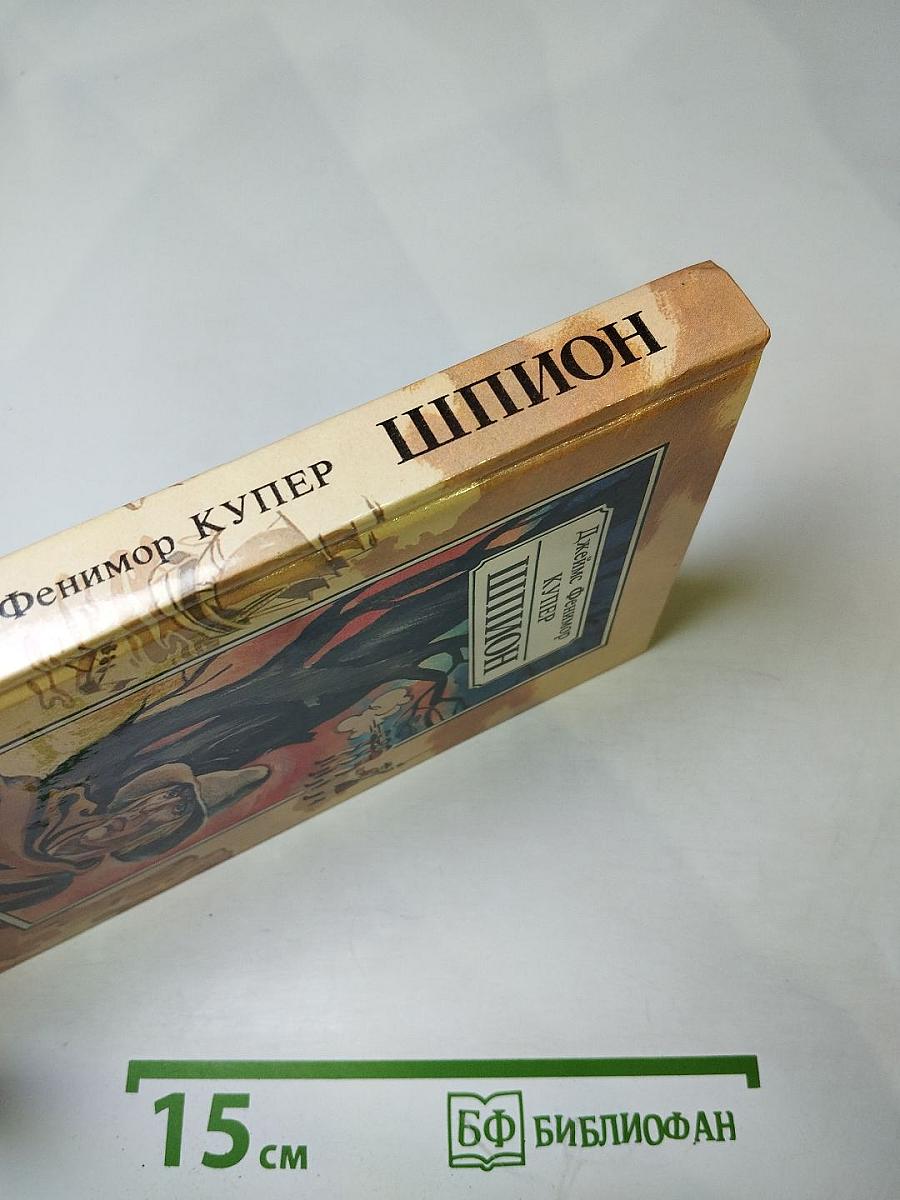 Фенимор КУПЕР ШПИОН
Джеймс Фенимор
КУПЕР
ШПИОН
15 см
БФ БИБЛИОФАН